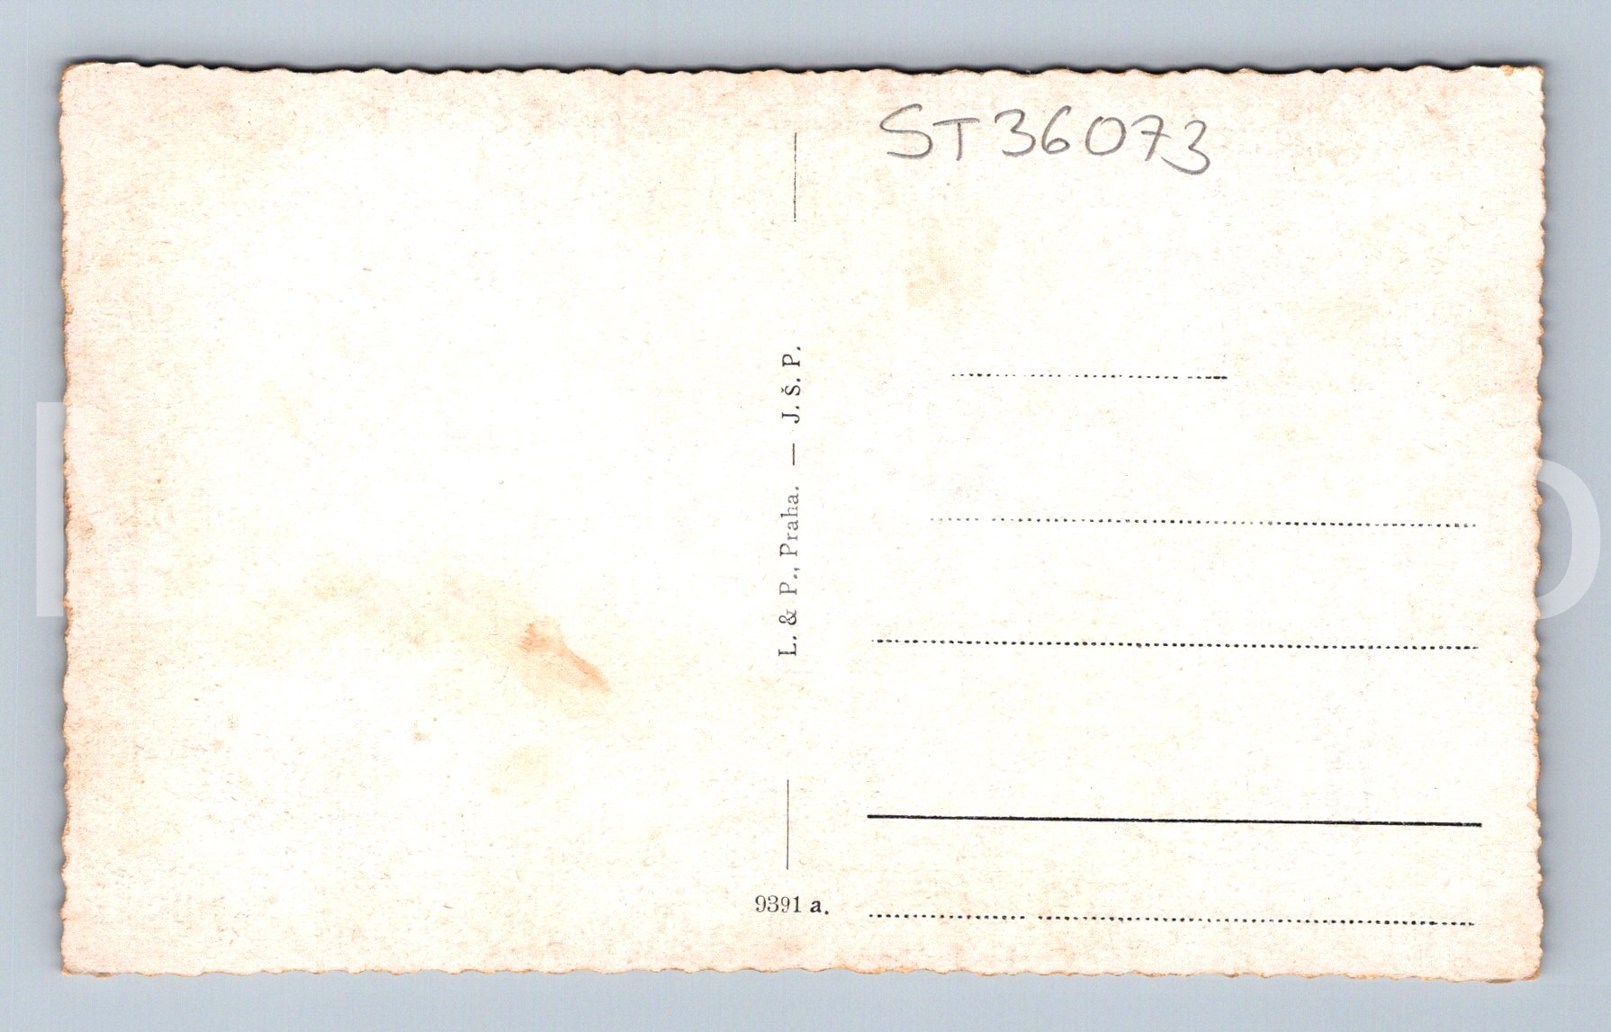 ST36073
L. & P., Praha. — J. Š. P.
9391 a.